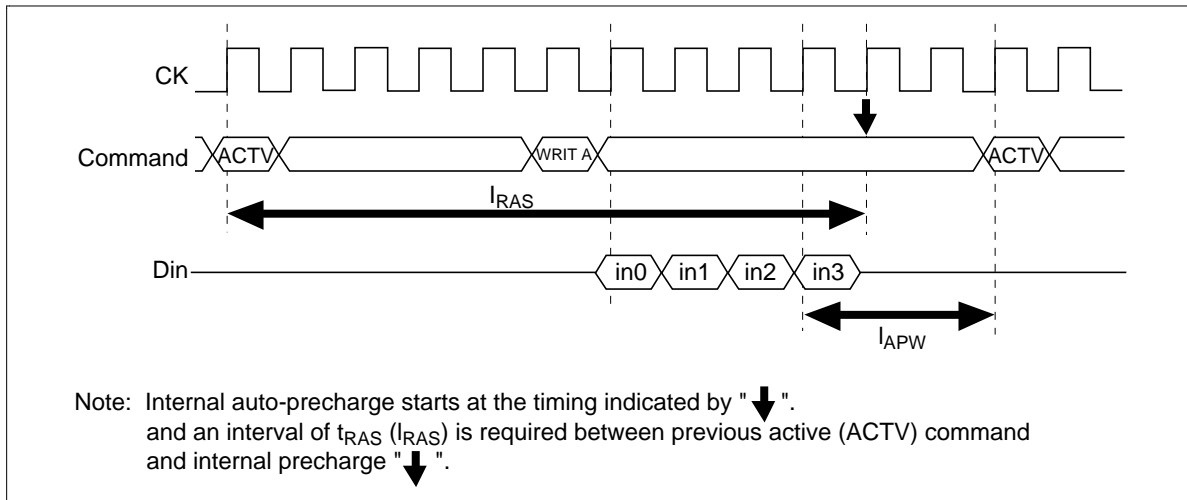 CK
Command ACTV WRIT A ACTV
lRAS
Din in0 in1 in2 in3
lAPW
Note: Internal auto-precharge starts at the timing indicated by " ".
and an interval of tRAS (lRAS) is required between previous active (ACTV) command
and internal precharge " ".